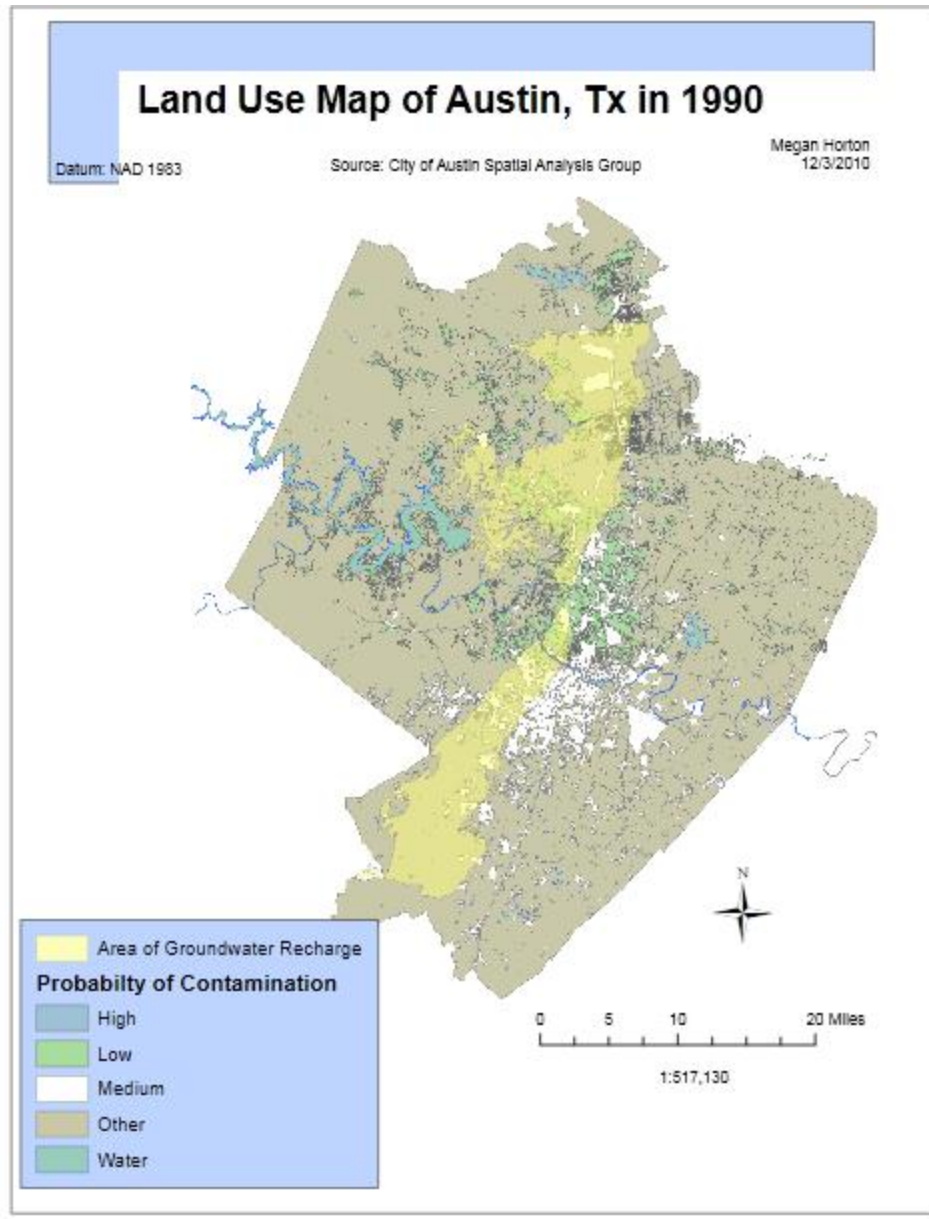 Land Use Map of Austin, Tx in 1990
Megan Horton
12/3/2010
Datum: NAD 1983
Source: City of Austin Spatial Analysis Group
N
Area of Groundwater Recharge
Probabilty of Contamination
High
Low
Medium
Other
Water
0 5 10 20 Miles
1:517,130